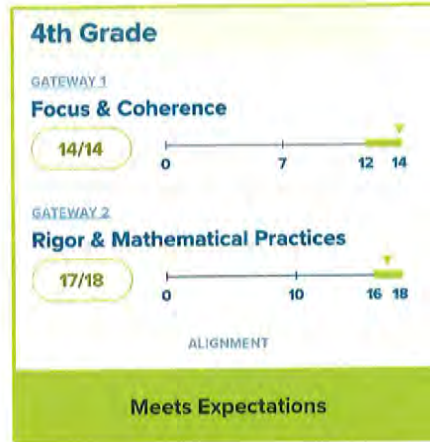 4th Grade
GATEWAY 1
Focus & Coherence
14/14
0 7 12 14
GATEWAY 2
Rigor & Mathematical Practices
17/18
0 10 16 18
ALIGNMENT
Meets Expectations